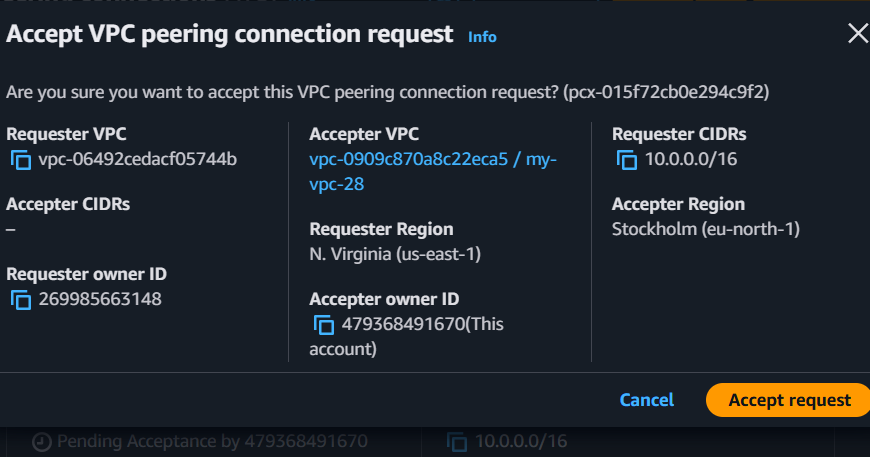 Accept VPC peering connection request Info
Are you sure you want to accept this VPC peering connection request? (pcx-015f72cb0e294c9f2)
Requester VPC
vpc-06492cedacf05744b
Accepter CIDRs
–
Requester owner ID
269985663148
Accepter VPC
vpc-0909c870a8c22eca5 / my-
vpc-28
Requester Region
N. Virginia (us-east-1)
Accepter owner ID
479368491670(This
account)
Requester CIDRs
10.0.0.0/16
Accepter Region
Stockholm (eu-north-1)
Cancel
Accept request
Pending Acceptance by 479368491670
10.0.0.0/16